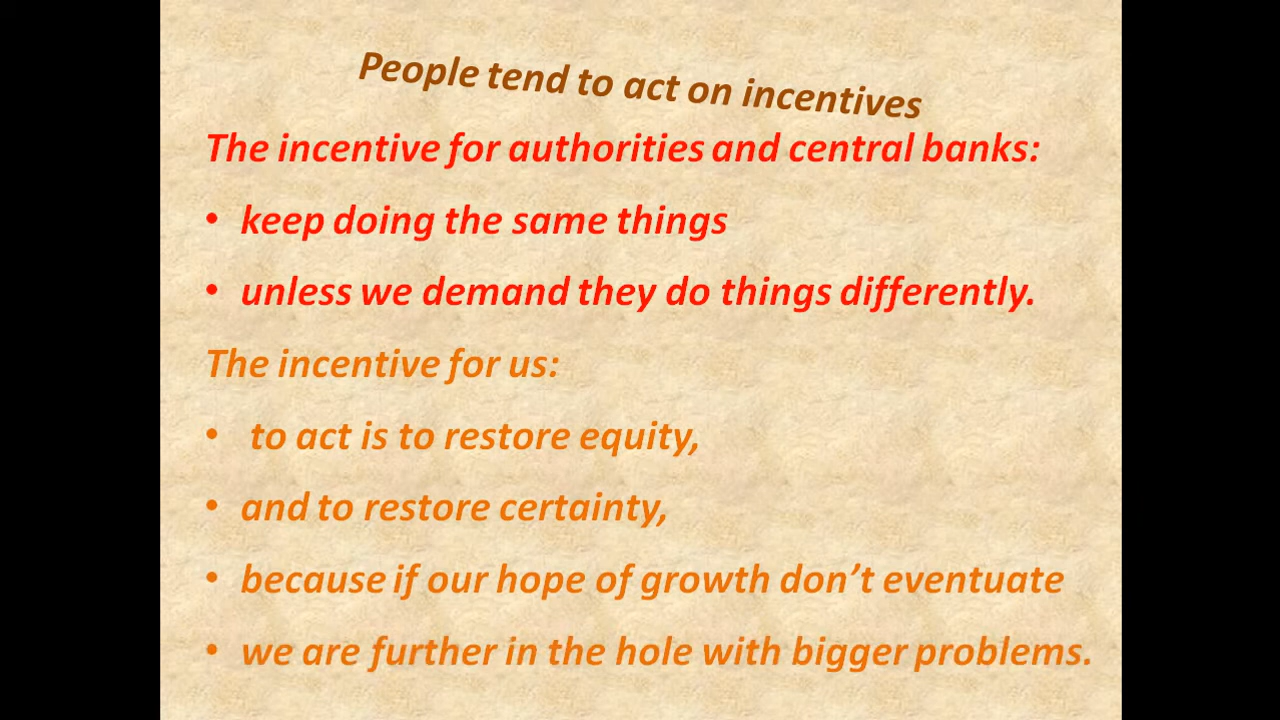 People tend to act on incentives
The incentive for authorities and central banks:
• keep doing the same things
• unless we demand they do things differently.
The incentive for us:
• to act is to restore equity,
• and to restore certainty,
• because if our hope of growth don’t eventuate
• we are further in the hole with bigger problems.